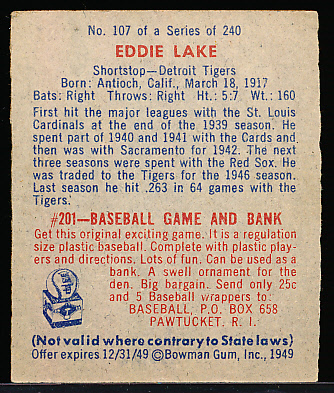 No. 107 of a Series of 240
EDDIE LAKE
Shortstop—Detroit Tigers
Born: Antioch, Calif., March 18, 1917
Bats: Right Throws: Right Ht.: 5:7 Wt.: 160
First hit the major leagues with the St. Louis
Cardinals at the end of the 1939 season. He
spent part of 1940 and 1941 with the Cards and
then was with Sacramento for 1942. The next
three seasons were spent with the Red Sox. He
was traded to the Tigers for the 1946 season.
Last season he hit .263 in 64 games with the
Tigers.
#201—BASEBALL GAME AND BANK
Get this original exciting game. It is a regulation
size plastic baseball. Complete with plastic play-
ers and directions. Lots of fun. Can be used as a
bank. A swell ornament for the
den. Big bargain. Send only 25c
and 5 Baseball wrappers to:
BASEBALL, P.O. BOX 658
PAWTUCKET, R. I.
(Not valid where contrary to State laws)
Offer expires 12/31/49 ©Bowman Gum, Inc., 1949